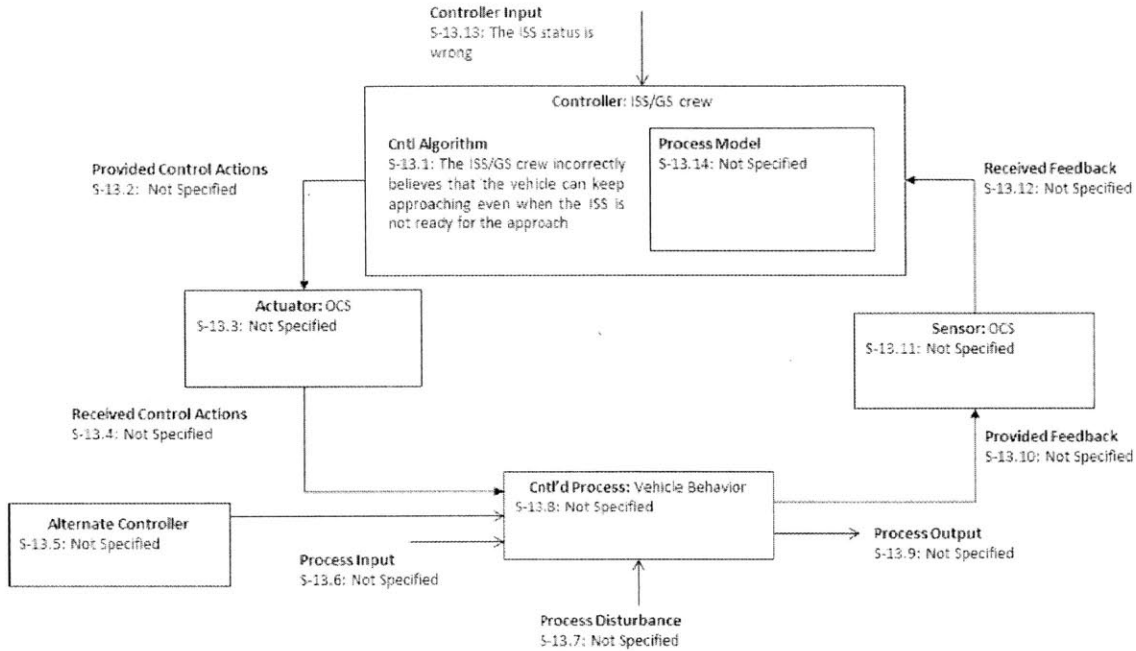 Controller Input
S-13.13: The ISS status is
wrong
Controller: ISS/GS crew
Cntl Algorithm
S-13.1: The ISS/GS crew incorrectly
believes that the vehicle can keep
approaching even when the ISS is
not ready for the approach
Process Model
S-13.14: Not Specified
Provided Control Actions
S-13.2: Not Specified
Received Feedback
S-13.12: Not Specified
Actuator: OCS
S-13.3: Not Specified
Sensor: OCS
S-13.11: Not Specified
Received Control Actions
S-13.4: Not Specified
Provided Feedback
S-13.10: Not Specified
Cntl'd Process: Vehicle Behavior
S-13.8: Not Specified
Alternate Controller
S-13.5: Not Specified
Process Output
S-13.9: Not Specified
Process Input
S-13.6: Not Specified
Process Disturbance
S-13.7: Not Specified